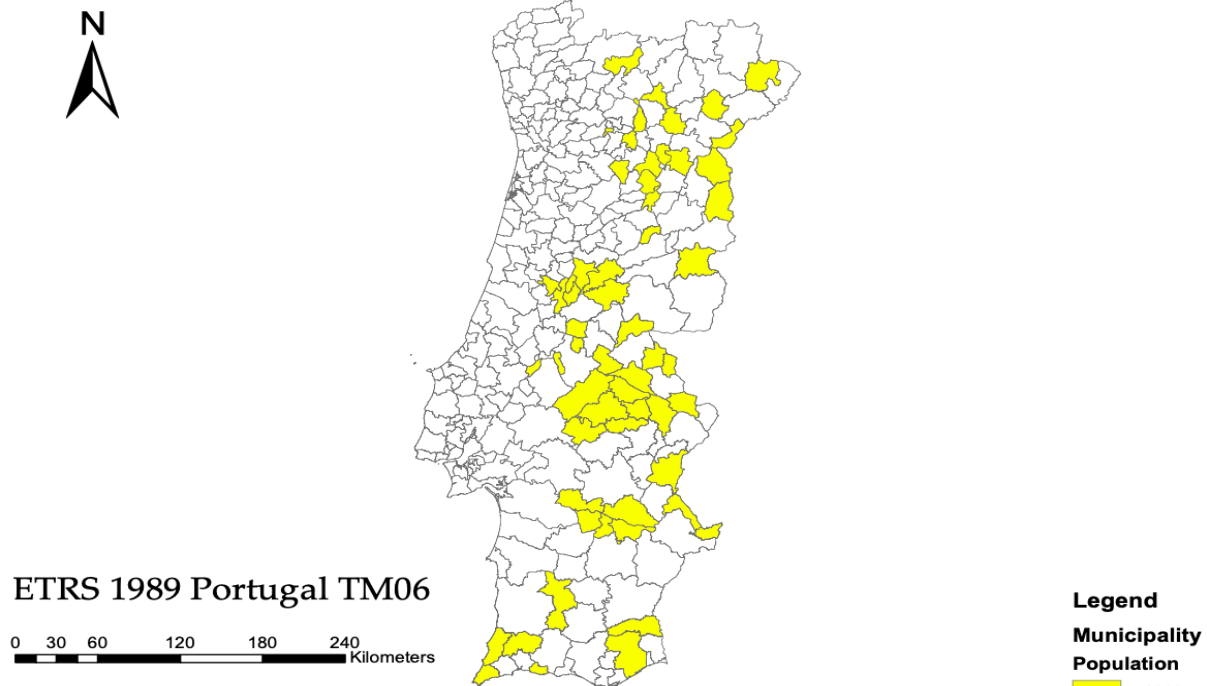 N
ETRS 1989 Portugal TM06
0 30 60 120 180 240
Kilometers
Legend
Municipality
Population